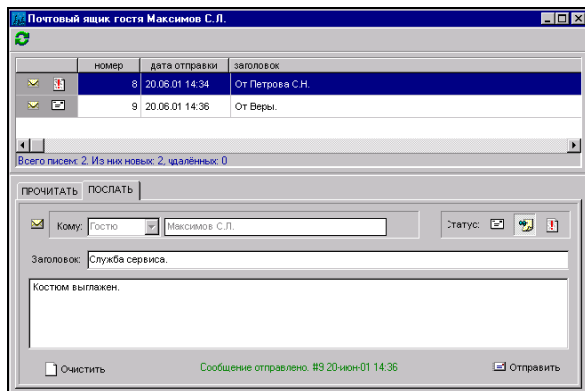 Почтовый ящик гостя Максимов С.Л.
номер дата отправки заголовок
8 20.06.01 14:34 От Петрова С.Н.
9 20.06.01 14:36 От Веры.
Всего писем: 2, Из них новых: 2, удалённых: 0
ПРОЧИТАТЬ ПОСЛАТЬ
Кому: Гостю Максимов С.Л. Статус:
Заголовок: Служба сервиса.
Костюм выглажен.
Очистить Сообщение отправлено. #9 20-июн-01 14:36 Отправить